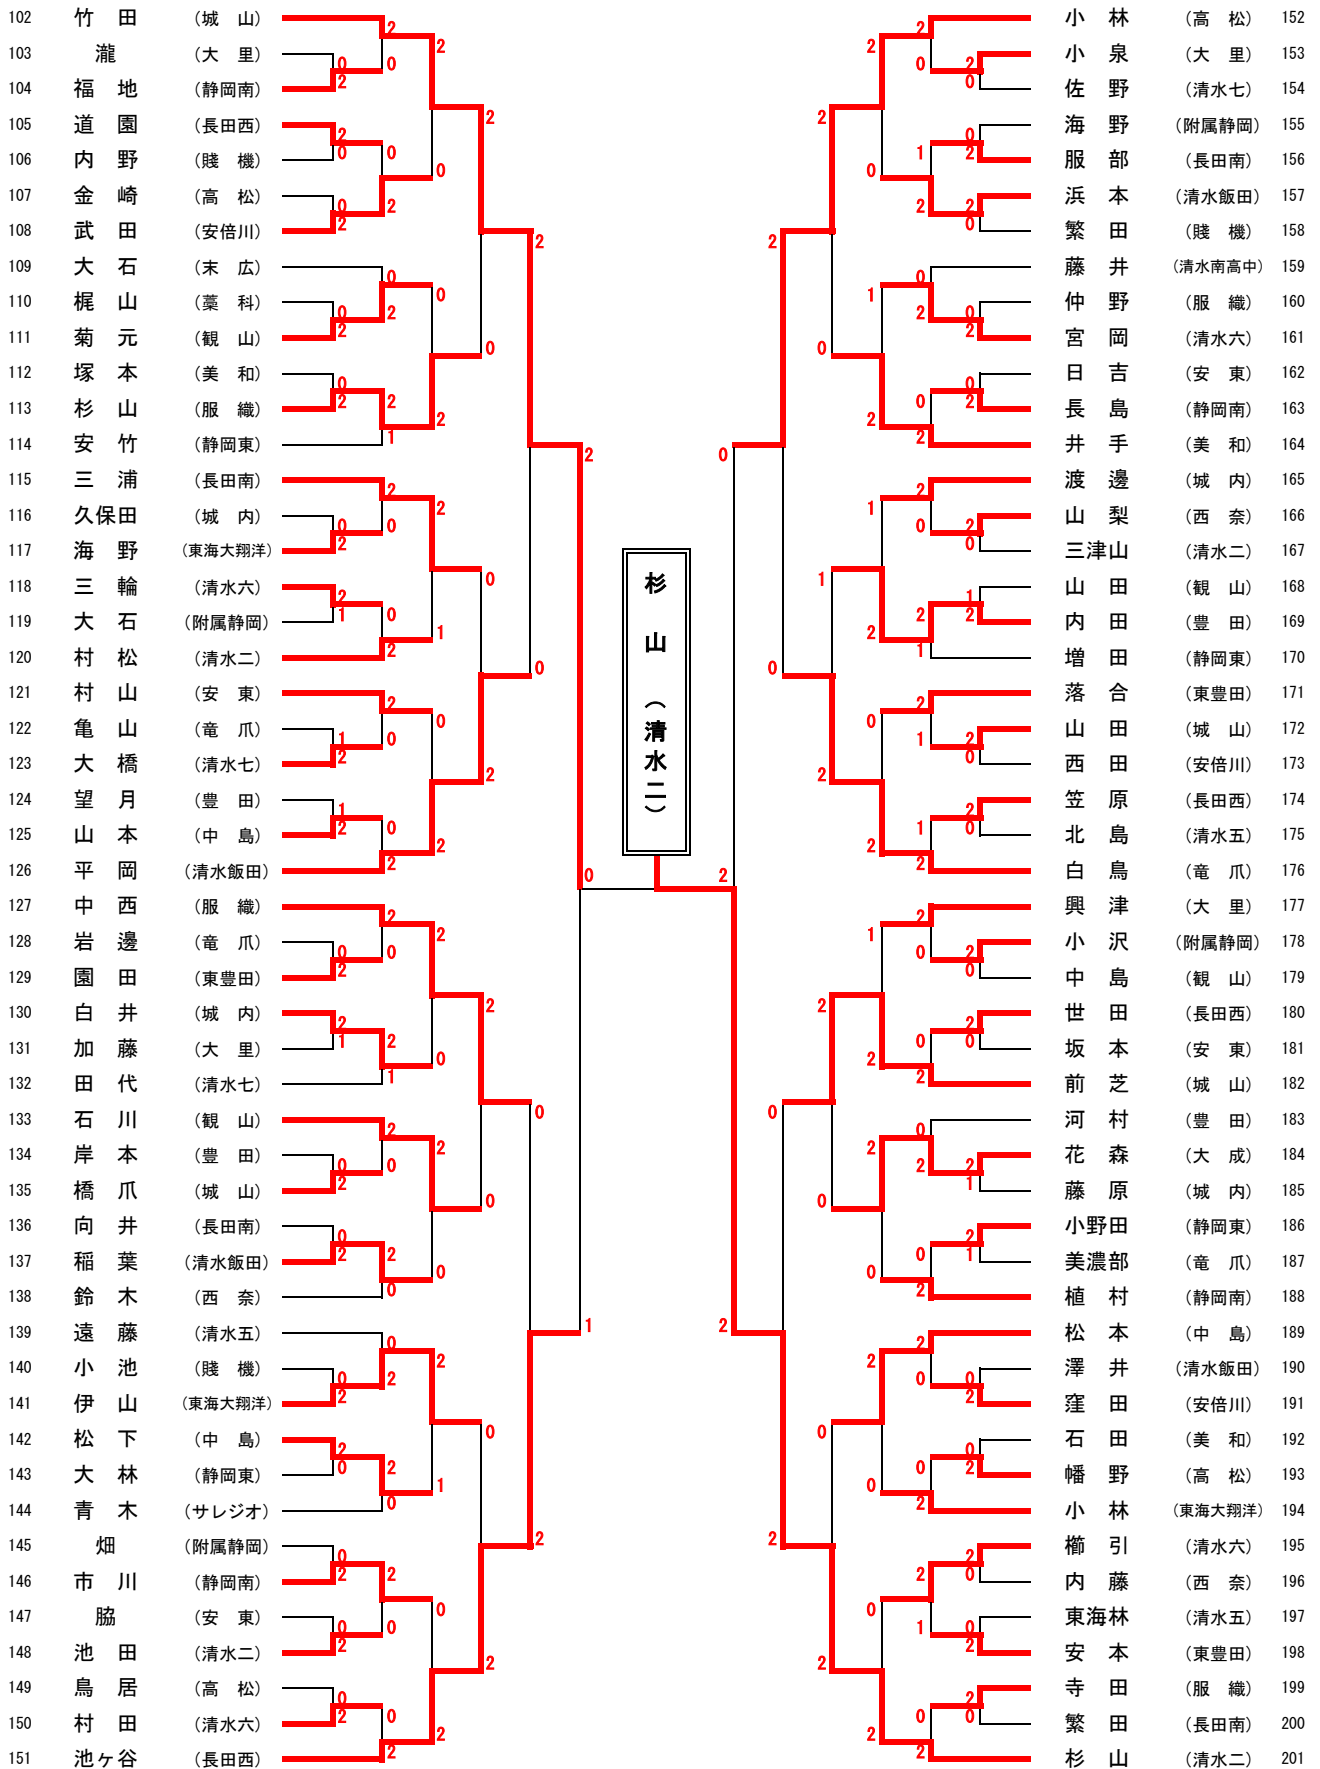 102 竹田 （城山）
103 瀧 （大里）
104 福地 （静岡南）
105 道園 （長田西）
106 内野 （賤機）
107 金崎 （高松）
108 武田 （安倍川）
109 大石 （末広）
110 梶山 （藁科）
111 菊元 （観山）
112 塚本 （美和）
113 杉山 （服織）
114 安竹 （静岡東）
115 三浦 （長田南）
116 久保田 （城内）
117 海野 （東海大翔洋）
118 三輪 （清水六）
119 大石 （附属静岡）
120 村松 （清水二）
121 村山 （安東）
122 亀山 （竜爪）
123 大橋 （清水七）
124 望月 （豊田）
125 山本 （中島）
126 平岡 （清水飯田）
127 中西 （服織）
128 岩邊 （竜爪）
129 園田 （東豊田）
130 白井 （城内）
131 加藤 （大里）
132 田代 （清水七）
133 石川 （観山）
134 岸本 （豊田）
135 橋爪 （城山）
136 向井 （長田南）
137 稲葉 （清水飯田）
138 鈴木 （西奈）
139 遠藤 （清水五）
140 小池 （賤機）
141 伊山 （東海大翔洋）
142 松下 （中島）
143 大林 （静岡東）
144 青木 （サレジオ）
145 畑 （附属静岡）
146 市川 （静岡南）
147 脇 （安東）
148 池田 （清水二）
149 鳥居 （高松）
150 村田 （清水六）
151 池ヶ谷 （長田西）
杉山（清水二）
小林 （高松） 152
小泉 （大里） 153
佐野 （清水七） 154
海野 （附属静岡） 155
服部 （長田南） 156
浜本 （清水飯田） 157
繁田 （賤機） 158
藤井 （清水南高中） 159
仲野 （服織） 160
宮岡 （清水六） 161
日吉 （安東） 162
長島 （静岡南） 163
井手 （美和） 164
渡邊 （城内） 165
山梨 （西奈） 166
三津山 （清水二） 167
山田 （観山） 168
内田 （豊田） 169
増田 （静岡東） 170
落合 （東豊田） 171
山田 （城山） 172
西田 （安倍川） 173
笠原 （長田西） 174
北島 （清水五） 175
白鳥 （竜爪） 176
興津 （大里） 177
小沢 （附属静岡） 178
中島 （観山） 179
世田 （長田西） 180
坂本 （安東） 181
前芝 （城山） 182
河村 （豊田） 183
花森 （大成） 184
藤原 （城内） 185
小野田 （静岡東） 186
美濃部 （竜爪） 187
植村 （静岡南） 188
松本 （中島） 189
澤井 （清水飯田） 190
窪田 （安倍川） 191
石田 （美和） 192
幡野 （高松） 193
小林 （東海大翔洋） 194
櫛引 （清水六） 195
内藤 （西奈） 196
東海林 （清水五） 197
安本 （東豊田） 198
寺田 （服織） 199
繁田 （長田南） 200
杉山 （清水二） 201